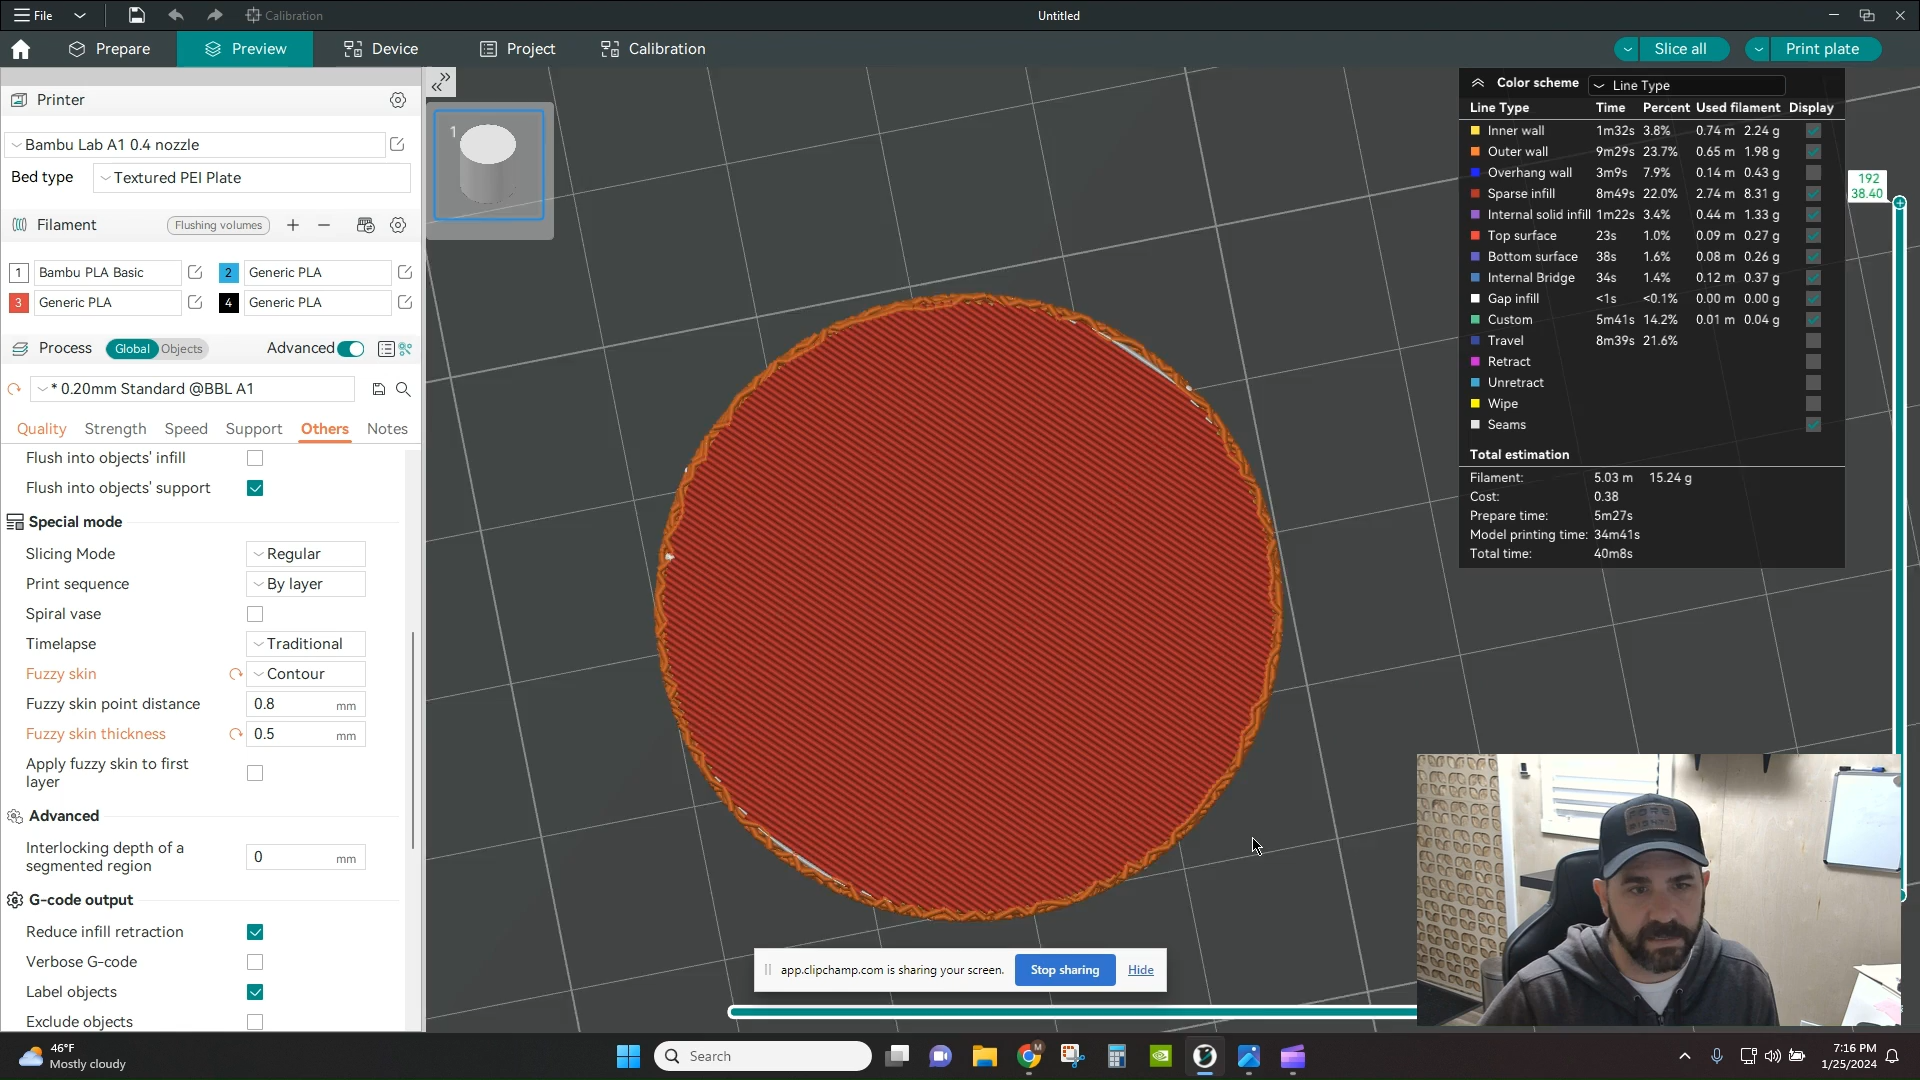 File
Calibration
Untitled
Prepare
Preview
Device
Project
Calibration
Slice all
Print plate
Printer
Bambu Lab A1 0.4 nozzle
Bed type
Textured PEI Plate
Filament
Flushing volumes
1 Bambu PLA Basic
2 Generic PLA
3 Generic PLA
4 Generic PLA
Process
Global Objects
Advanced
* 0.20mm Standard @BBL A1
Quality Strength Speed Support Others Notes
Flush into objects' infill
Flush into objects' support
Special mode
Slicing Mode Regular
Print sequence By layer
Spiral vase
Timelapse Traditional
Fuzzy skin Contour
Fuzzy skin point distance 0.8 mm
Fuzzy skin thickness 0.5 mm
Apply fuzzy skin to first
layer
Advanced
Interlocking depth of a
segmented region
0 mm
G-code output
Reduce infill retraction
Verbose G-code
Label objects
Exclude objects
1
Color scheme Line Type
Line Type Time Percent Used filament Display
Inner wall 1m32s 3.8% 0.74 m 2.24 g
Outer wall 9m29s 23.7% 0.65 m 1.98 g
Overhang wall 3m9s 7.9% 0.14 m 0.43 g
Sparse infill 8m49s 22.0% 2.74 m 8.31 g
Internal solid infill 1m22s 3.4% 0.44 m 1.33 g
Top surface 23s 1.0% 0.09 m 0.27 g
Bottom surface 38s 1.6% 0.08 m 0.26 g
Internal Bridge 34s 1.4% 0.12 m 0.37 g
Gap infill <1s <0.1% 0.00 m 0.00 g
Custom 5m41s 14.2% 0.01 m 0.04 g
Travel 8m39s 21.6%
Retract
Unretract
Wipe
Seams
Total estimation
Filament: 5.03 m 15.24 g
Cost: 0.38
Prepare time: 5m27s
Model printing time: 34m41s
Total time: 40m8s
192
38.40
app.clipchamp.com is sharing your screen.
Stop sharing
Hide
46°F
Mostly cloudy
Search
M
7:16 PM
1/25/2024